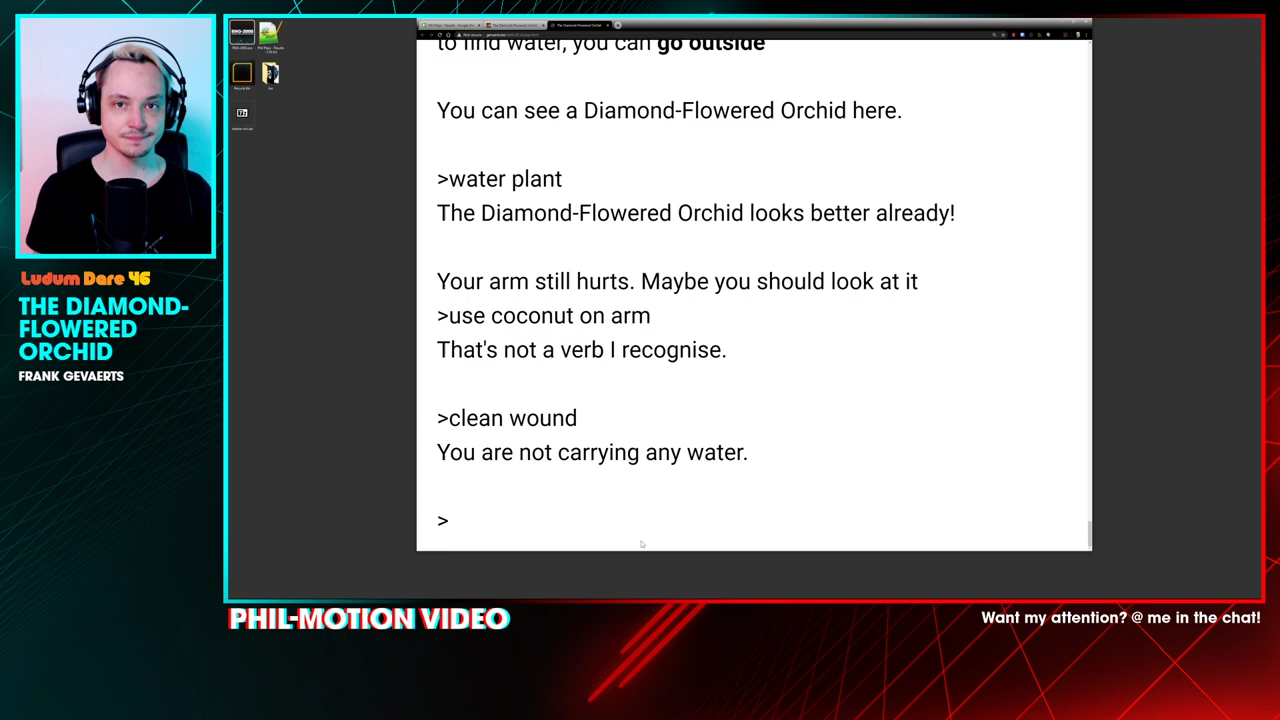 to find water, you can go outside
You can see a Diamond-Flowered Orchid here.
>water plant
The Diamond-Flowered Orchid looks better already!
Your arm still hurts. Maybe you should look at it
>use coconut on arm
That's not a verb I recognise.
>clean wound
You are not carrying any water.
>
Ludum Dare 46
THE DIAMOND-
FLOWERED
ORCHID
FRANK GEVAERTS
PHIL-MOTION VIDEO
Want my attention? @ me in the chat!